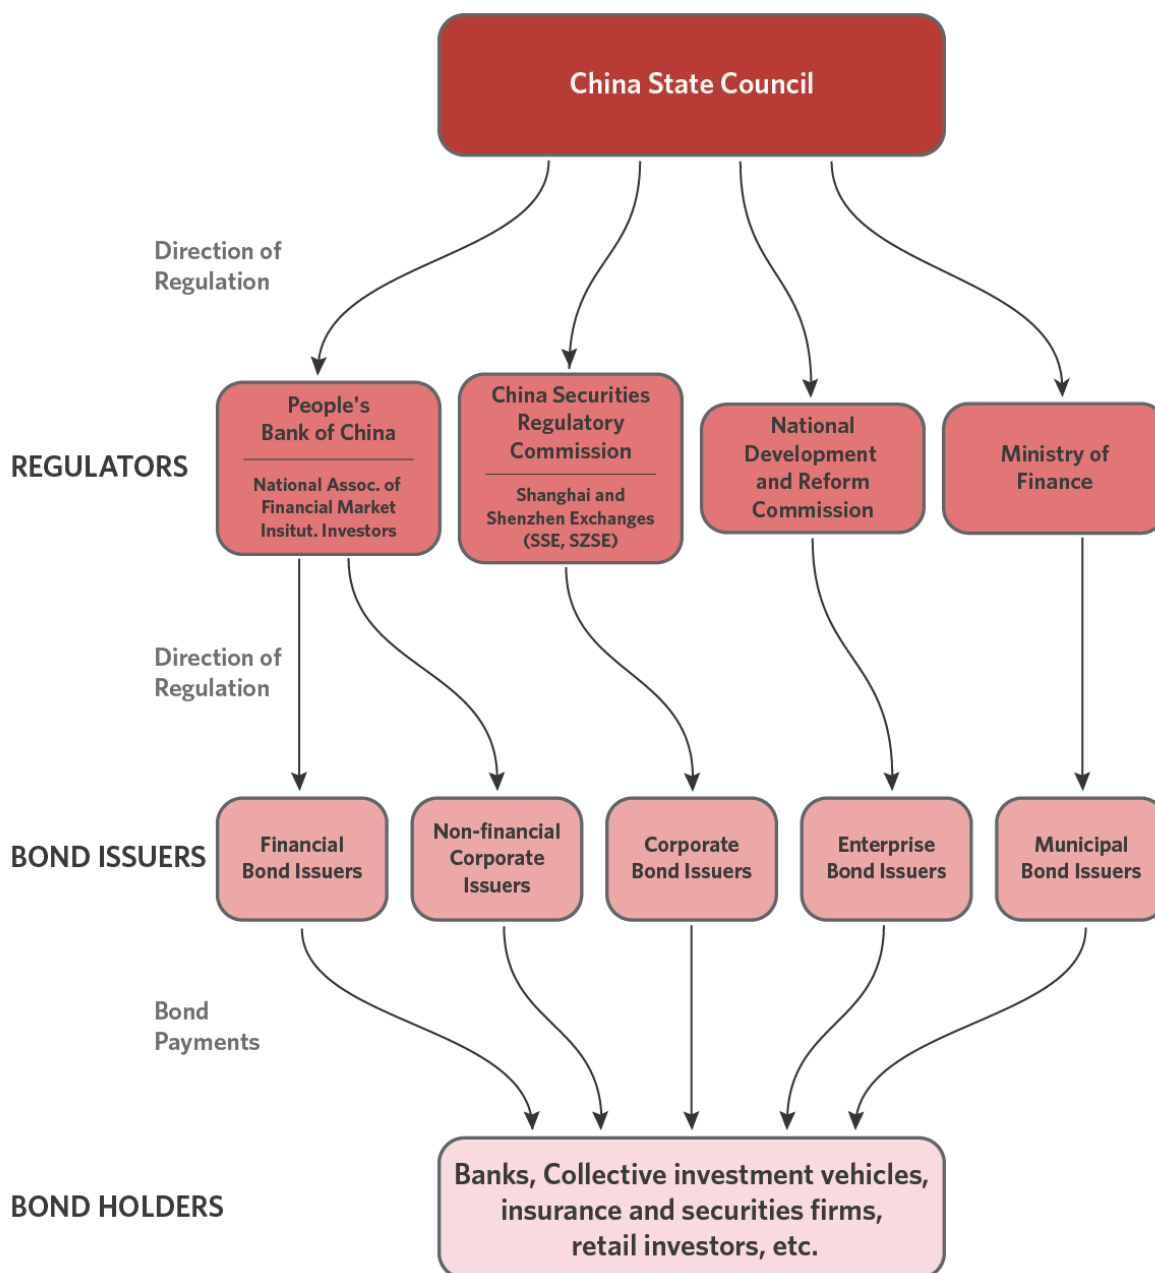 China State Council
Direction of
Regulation
REGULATORS
People's
Bank of China
National Assoc. of
Financial Market
Insitut. Investors
China Securities
Regulatory
Commission
Shanghai and
Shenzhen Exchanges
(SSE, SZSE)
National
Development
and Reform
Commission
Ministry of
Finance
Direction of
Regulation
BOND ISSUERS
Financial
Bond Issuers
Non-financial
Corporate
Issuers
Corporate
Bond Issuers
Enterprise
Bond Issuers
Municipal
Bond Issuers
Bond
Payments
BOND HOLDERS
Banks, Collective investment vehicles,
insurance and securities firms,
retail investors, etc.